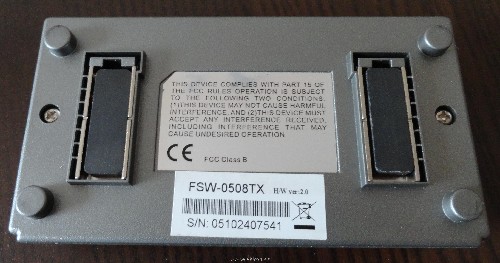 THIS DEVICE COMPLIES WITH PART 15 OF
THE FCC RULES OPERATION IS SUBJECT
TO THE FOLLOWING TWO CONDITIONS.
(1)THIS DEVICE MAY NOT CAUSE HARMFUL
INTERFERENCE, AND (2)THIS DEVICE MUST
ACCEPT ANY INTERFERENCE RECEIVED,
INCLUDING INTERFERENCE THAT MAY
CAUSE UNDESIRED OPERATION
CE FCC Class B
FSW-0508TX H/W ver:2.0
S/N: 05102407541